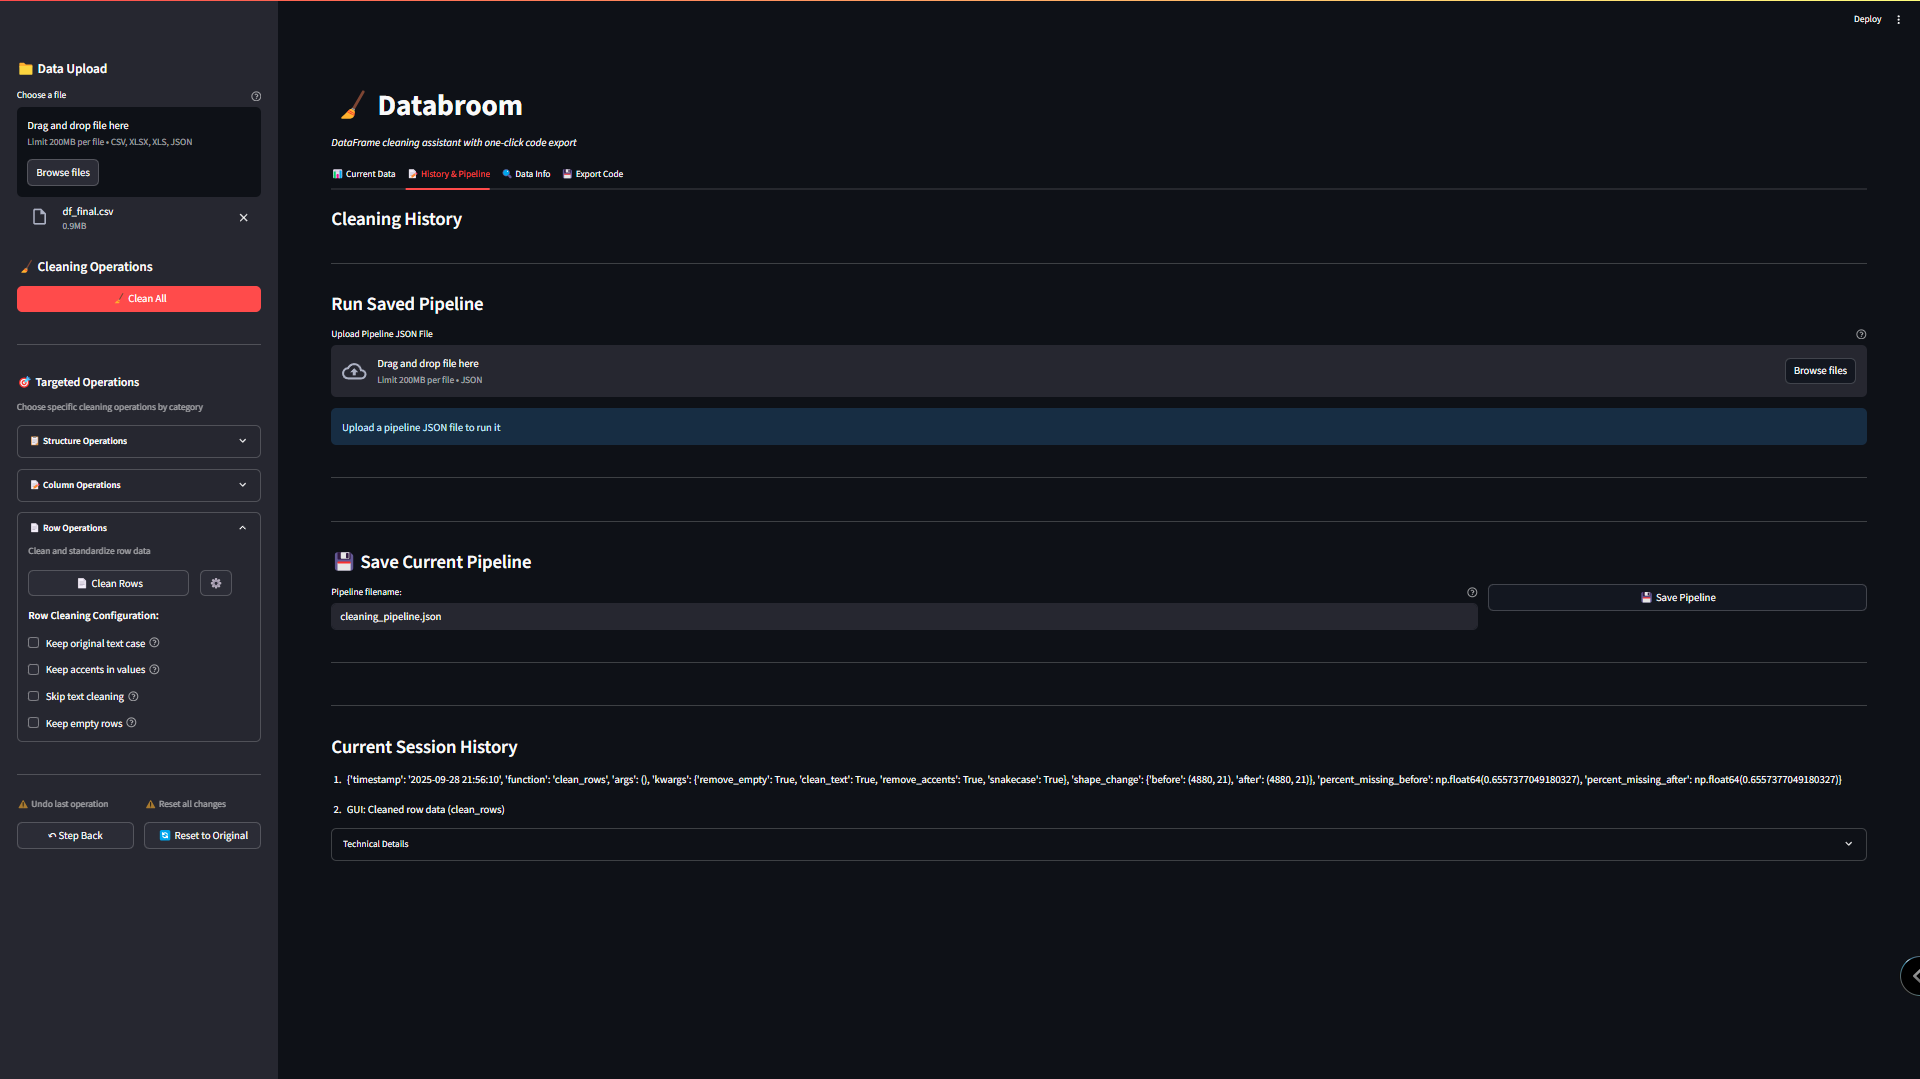 Deploy
Data Upload
Choose a file
Drag and drop file here
Limit 200MB per file • CSV, XLSX, XLS, JSON
Browse files
df_final.csv
0.9MB
Cleaning Operations
Clean All
Targeted Operations
Choose specific cleaning operations by category
Structure Operations
Column Operations
Row Operations
Clean and standardize row data
Clean Rows
Row Cleaning Configuration:
Keep original text case
Keep accents in values
Skip text cleaning
Keep empty rows
Undo last operation
Reset all changes
Step Back
Reset to Original
Databroom
DataFrame cleaning assistant with one-click code export
Current Data
History & Pipeline
Data Info
Export Code
Cleaning History
Run Saved Pipeline
Upload Pipeline JSON File
Drag and drop file here
Limit 200MB per file • JSON
Browse files
Upload a pipeline JSON file to run it
Save Current Pipeline
Pipeline filename:
cleaning_pipeline.json
Save Pipeline
Current Session History
1. {'timestamp': '2025-09-28 21:56:10', 'function': 'clean_rows', 'args': (), 'kwargs': {'remove_empty': True, 'clean_text': True, 'remove_accents': True, 'snakecase': True}, 'shape_change': {'before': (4880, 21), 'after': (4880, 21)}, 'percent_missing_before': np.float64(0.6557377049180327), 'percent_missing_after': np.float64(0.6557377049180327)}
2. GUI: Cleaned row data (clean_rows)
Technical Details